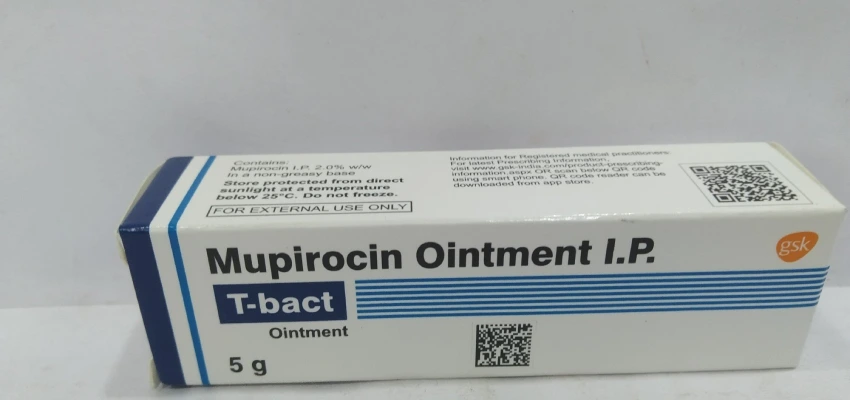 Contains:
Mupirocin I.P. 2.0% w/w
In a non-greasy base
Store protected from direct
sunlight at a temperature
below 25°C. Do not freeze.
FOR EXTERNAL USE ONLY
Information for Registered medical practitioners
For latest Prescribing Information,
visit www.gsk-india.com/product-prescribing-
information.aspx OR scan below QR code
using smart phone. QR code reader can be
downloaded from app store.
gsk
Mupirocin Ointment I.P.
T-bact
Ointment
5 g